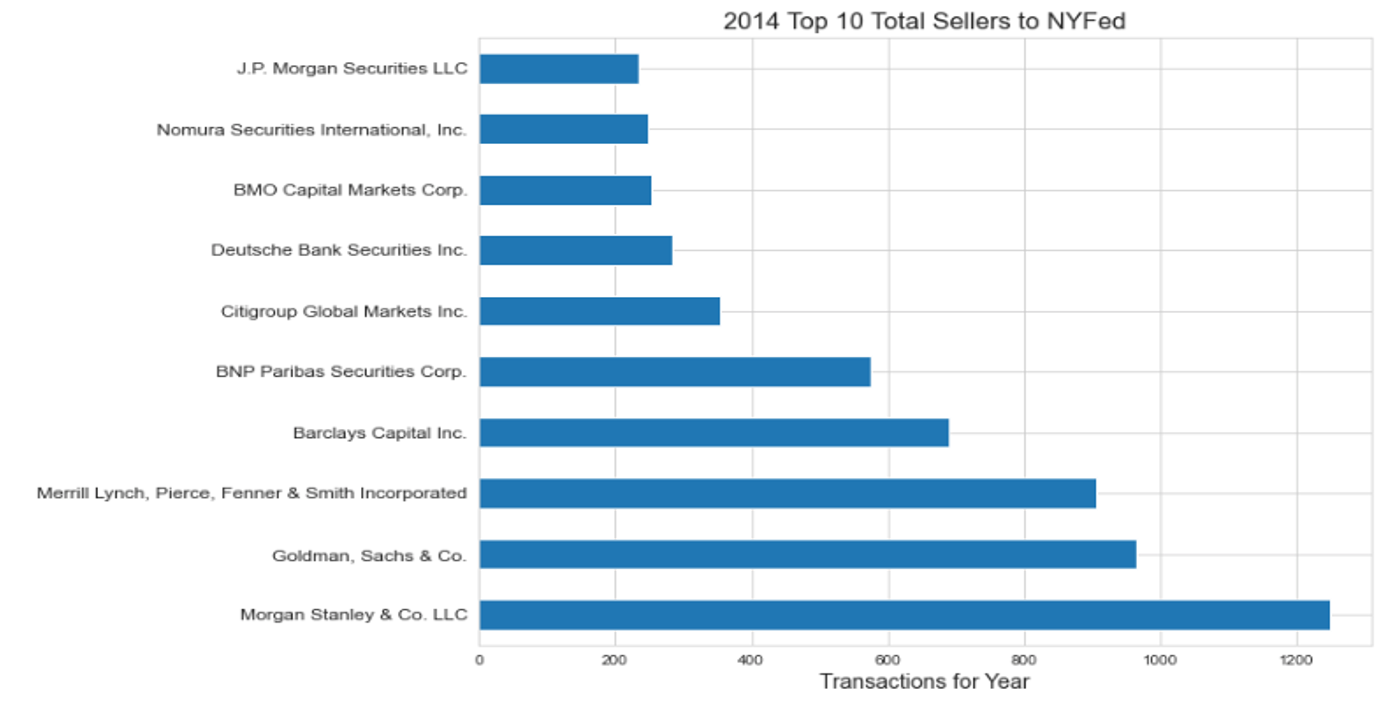 2014 Top 10 Total Sellers to NYFed
J.P. Morgan Securities LLC
Nomura Securities International, Inc.
BMO Capital Markets Corp.
Deutsche Bank Securities Inc.
Citigroup Global Markets Inc.
BNP Paribas Securities Corp.
Barclays Capital Inc.
Merrill Lynch, Pierce, Fenner & Smith Incorporated
Goldman, Sachs & Co.
Morgan Stanley & Co. LLC
0 200 400 600 800 1000 1200
Transactions for Year